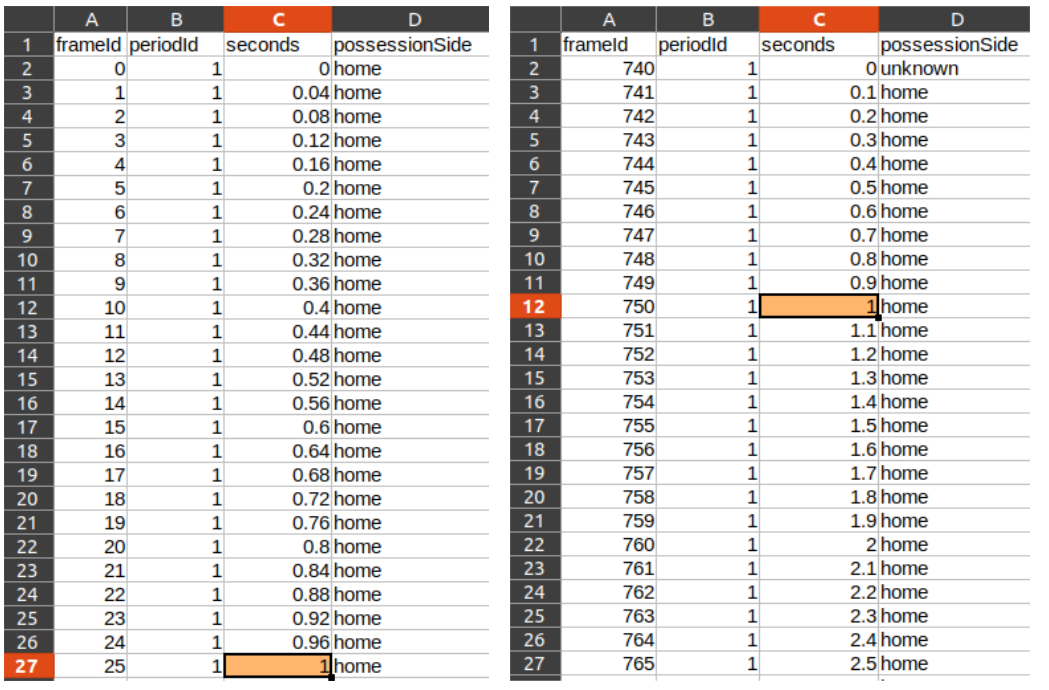 A B C D
1 frameId periodId seconds possessionSide
2 0 1 0 home
3 1 1 0.04 home
4 2 1 0.08 home
5 3 1 0.12 home
6 4 1 0.16 home
7 5 1 0.2 home
8 6 1 0.24 home
9 7 1 0.28 home
10 8 1 0.32 home
11 9 1 0.36 home
12 10 1 0.4 home
13 11 1 0.44 home
14 12 1 0.48 home
15 13 1 0.52 home
16 14 1 0.56 home
17 15 1 0.6 home
18 16 1 0.64 home
19 17 1 0.68 home
20 18 1 0.72 home
21 19 1 0.76 home
22 20 1 0.8 home
23 21 1 0.84 home
24 22 1 0.88 home
25 23 1 0.92 home
26 24 1 0.96 home
27 25 1 1 home
A B C D
1 frameId periodId seconds possessionSide
2 740 1 0 unknown
3 741 1 0.1 home
4 742 1 0.2 home
5 743 1 0.3 home
6 744 1 0.4 home
7 745 1 0.5 home
8 746 1 0.6 home
9 747 1 0.7 home
10 748 1 0.8 home
11 749 1 0.9 home
12 750 1 1 home
13 751 1 1.1 home
14 752 1 1.2 home
15 753 1 1.3 home
16 754 1 1.4 home
17 755 1 1.5 home
18 756 1 1.6 home
19 757 1 1.7 home
20 758 1 1.8 home
21 759 1 1.9 home
22 760 1 2 home
23 761 1 2.1 home
24 762 1 2.2 home
25 763 1 2.3 home
26 764 1 2.4 home
27 765 1 2.5 home